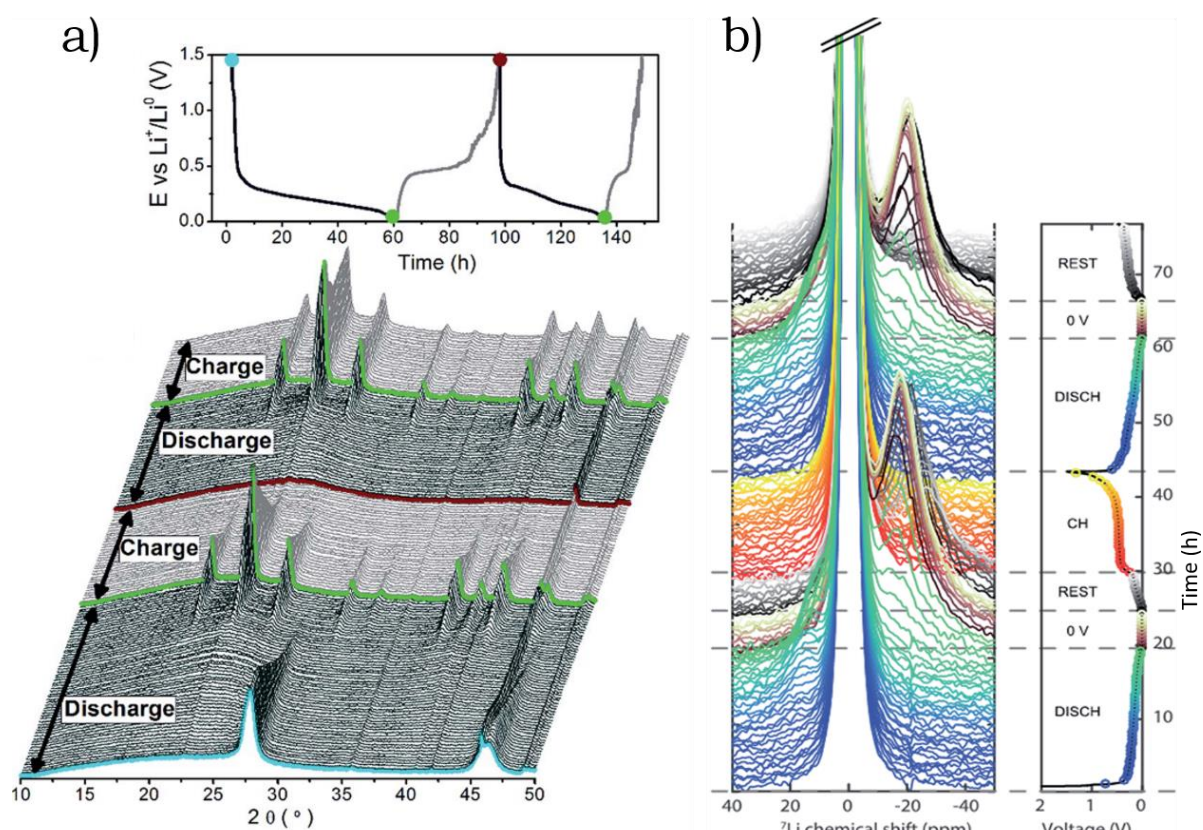 a)
E vs Li⁺/Li⁰ (V)
1.5
1.0
0.5
0.0
0 20 40 60 80 100 120 140
Time (h)
Charge
Discharge
Charge
Discharge
10 15 20 25 30 35 40 45 50
2 θ ( ° )
b)
REST
0 V
DISCH
CH
REST
0 V
DISCH
70
60
50
40
30
20
10
Time (h)
40 20 0 -20 -40
⁷Li chemical shift (ppm)
2 1 0
Voltage (V)